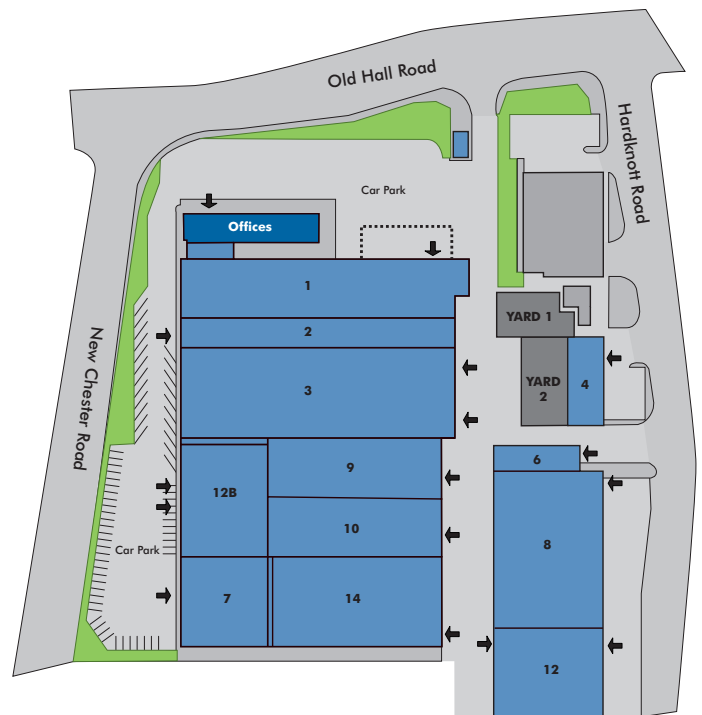 Old Hall Road
Hardknott Road
Car Park
Offices
1
YARD 1
2
New Chester Road
3
YARD
2
4
9
6
12B
10
8
Car Park
7
14
12